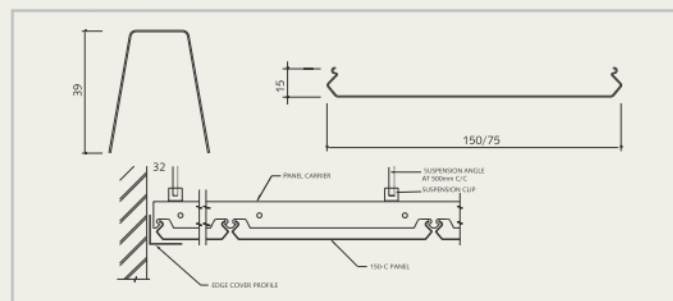 39
15
150/75
32
PANEL CARRIER
SUSPENSION ANGLE
AT 500mm C/C
SUSPENSION CLIP
150-C PANEL
EDGE COVER PROFILE